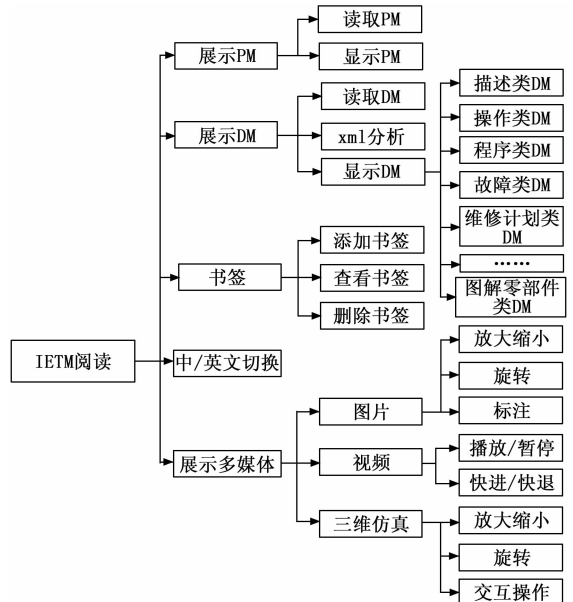 读取PM
展示PM
显示PM
读取DM
展示DM
xml分析
显示DM
描述类DM
操作类DM
程序类DM
故障类DM
维修计划类
DM
……
图解零部件
类DM
添加书签
书签
查看书签
删除书签
IETM阅读
中/英文切换
展示多媒体
图片
放大缩小
旋转
标注
视频
播放/暂停
快进/快退
三维仿真
放大缩小
旋转
交互操作